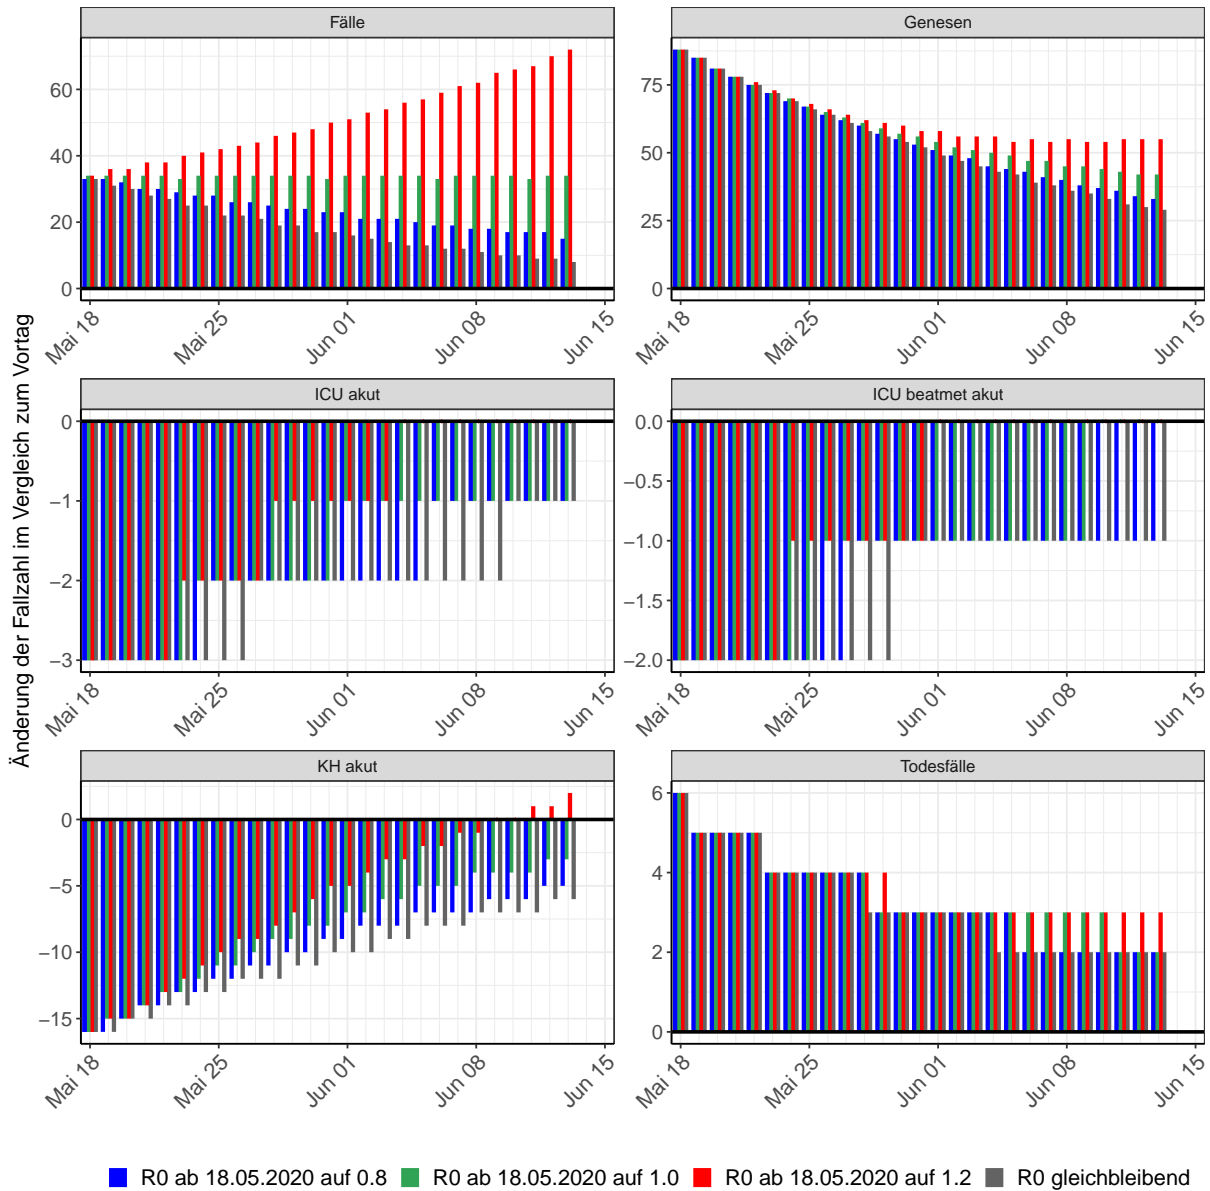 Fälle
Genesen
60
40
20
0
75
50
25
0
Mai 18
Mai 25
Jun 01
Jun 08
Jun 15
Mai 18
Mai 25
Jun 01
Jun 08
Jun 15
Änderung der Fallzahl im Vergleich zum Vortag
ICU akut
ICU beatmet akut
0
−1
−2
−3
0.0
−0.5
−1.0
−1.5
−2.0
Mai 18
Mai 25
Jun 01
Jun 08
Jun 15
Mai 18
Mai 25
Jun 01
Jun 08
Jun 15
KH akut
Todesfälle
0
−5
−10
−15
6
4
2
0
Mai 18
Mai 25
Jun 01
Jun 08
Jun 15
Mai 18
Mai 25
Jun 01
Jun 08
Jun 15
R0 ab 18.05.2020 auf 0.8
R0 ab 18.05.2020 auf 1.0
R0 ab 18.05.2020 auf 1.2
R0 gleichbleibend